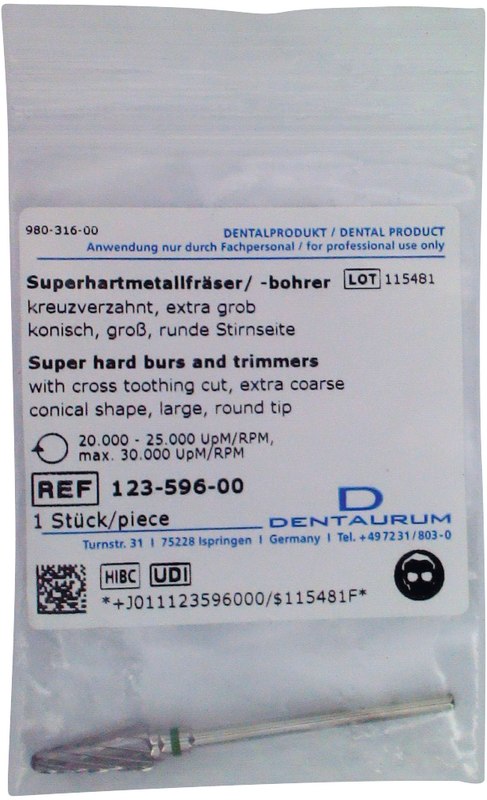 980-316-00
DENTALPRODUKT / DENTAL PRODUCT
Anwendung nur durch Fachpersonal / for professional use only
Superhartmetallfräser/ -bohrer LOT 115481
kreuzverzahnt, extra grob
konisch, groß, runde Stirnseite
Super hard burs and trimmers
with cross toothing cut, extra coarse
conical shape, large, round tip
20.000 - 25.000 UpM/RPM,
max. 30.000 UpM/RPM
REF 123-596-00
1 Stück/piece
D
DENTAURUM
Turnstr. 31 I 75228 Ispringen I Germany I Tel. +497231/803-0
HIBC UDI
*+J011123596000/$115481F*